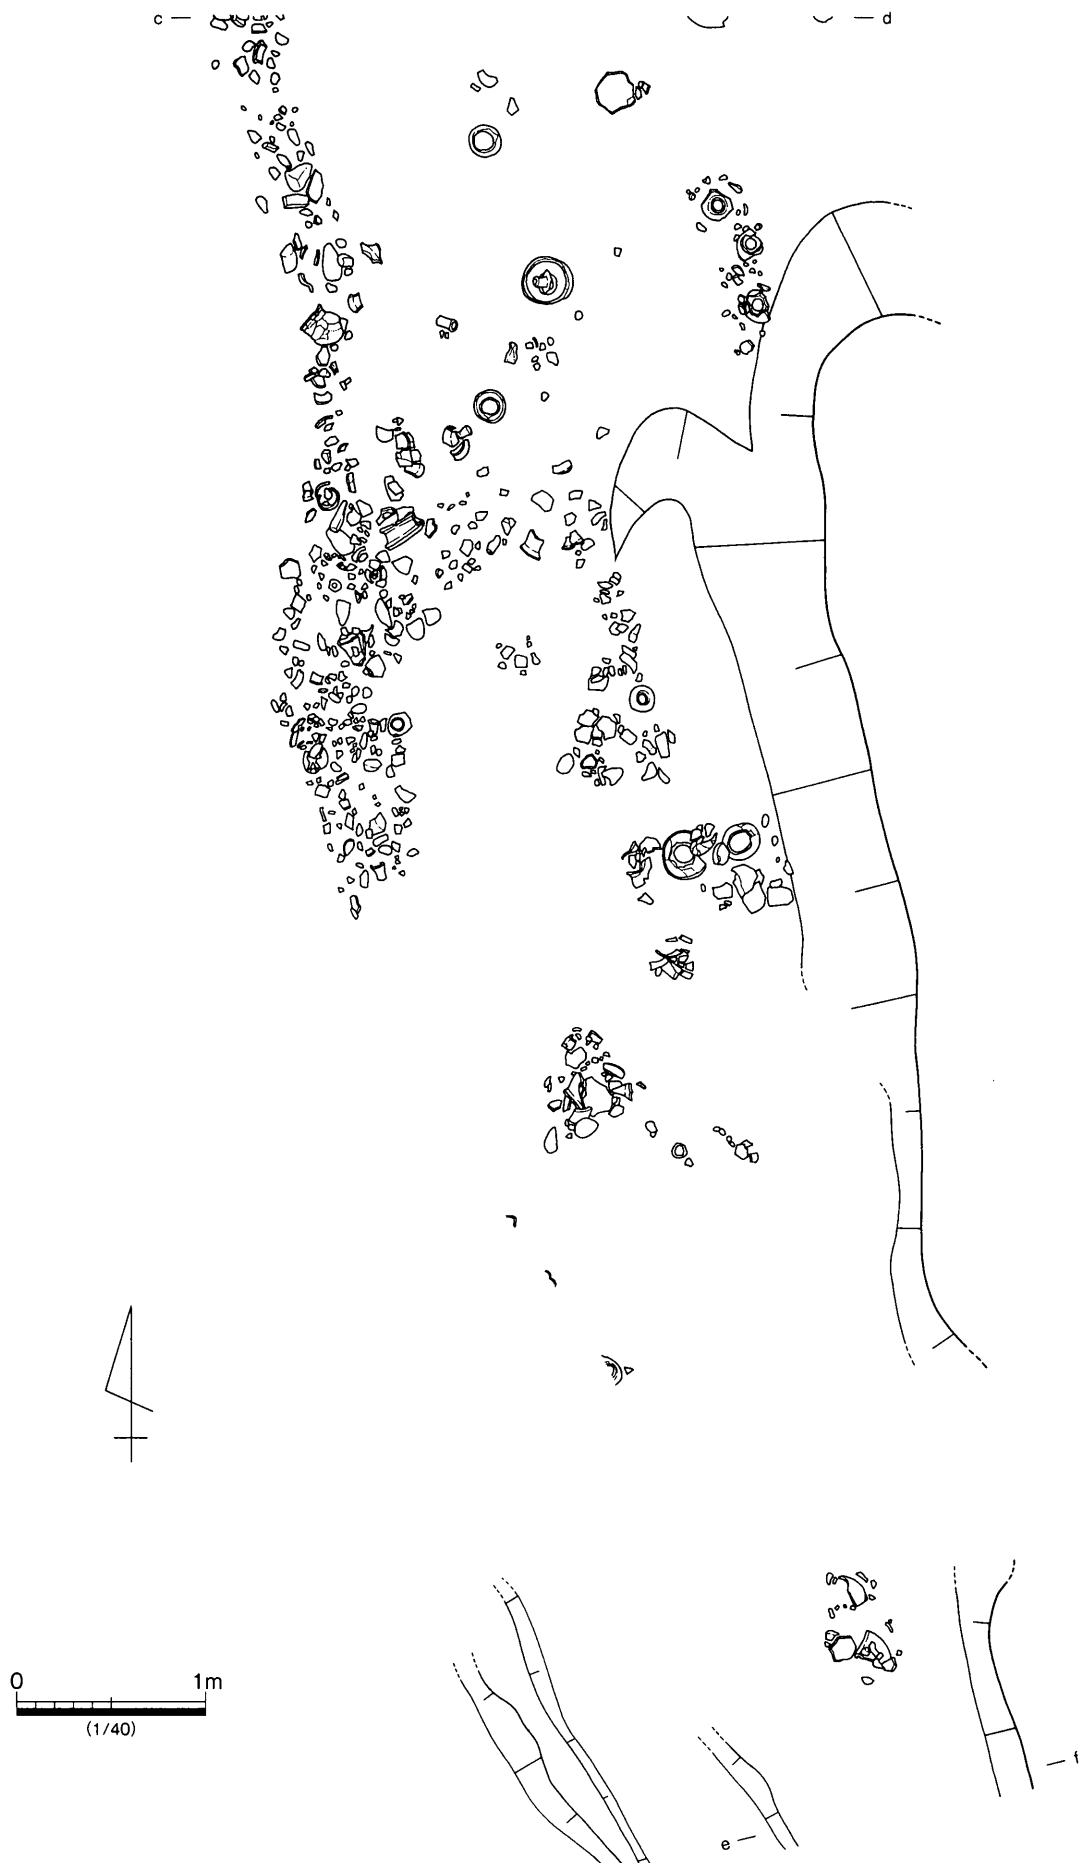 c — — d
0 1m
(1/40)
— f
e —